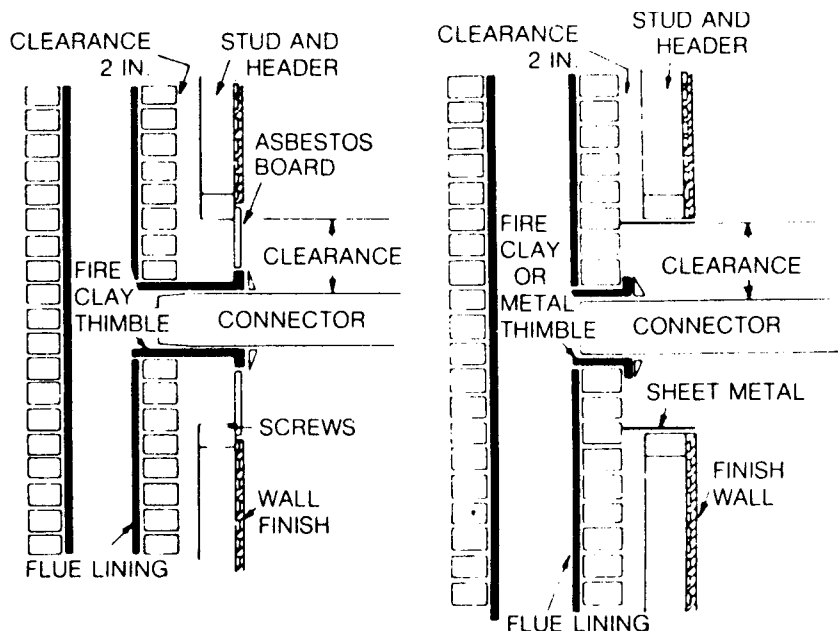 CLEARANCE
2 IN.
STUD AND
HEADER
ASBESTOS
BOARD
CLEARANCE
FIRE
CLAY
THIMBLE
CONNECTOR
SCREWS
WALL
FINISH
FLUE LINING
CLEARANCE
2 IN.
STUD AND
HEADER
FIRE
CLAY
OR
METAL
THIMBLE
CLEARANCE
CONNECTOR
SHEET METAL
FINISH
WALL
FLUE LINING